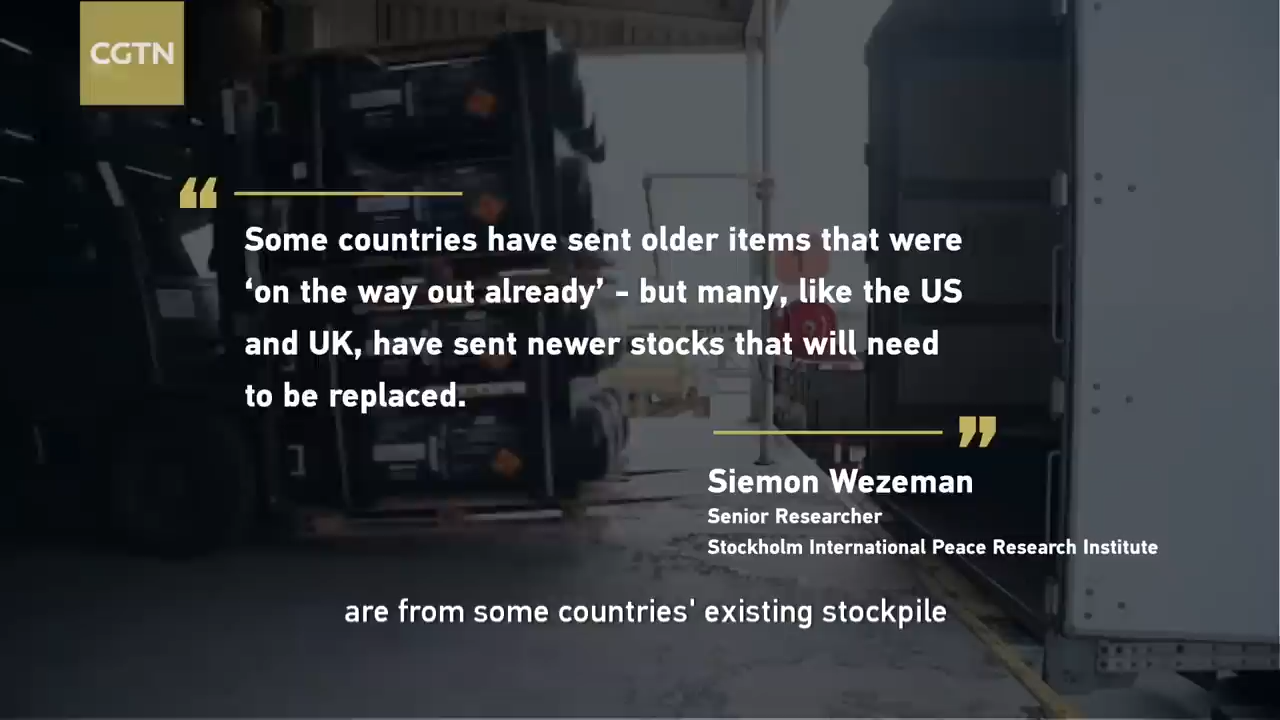 CGTN
“
Some countries have sent older items that were
‘on the way out already’ - but many, like the US
and UK, have sent newer stocks that will need
to be replaced.
”
Siemon Wezeman
Senior Researcher
Stockholm International Peace Research Institute
are from some countries' existing stockpile